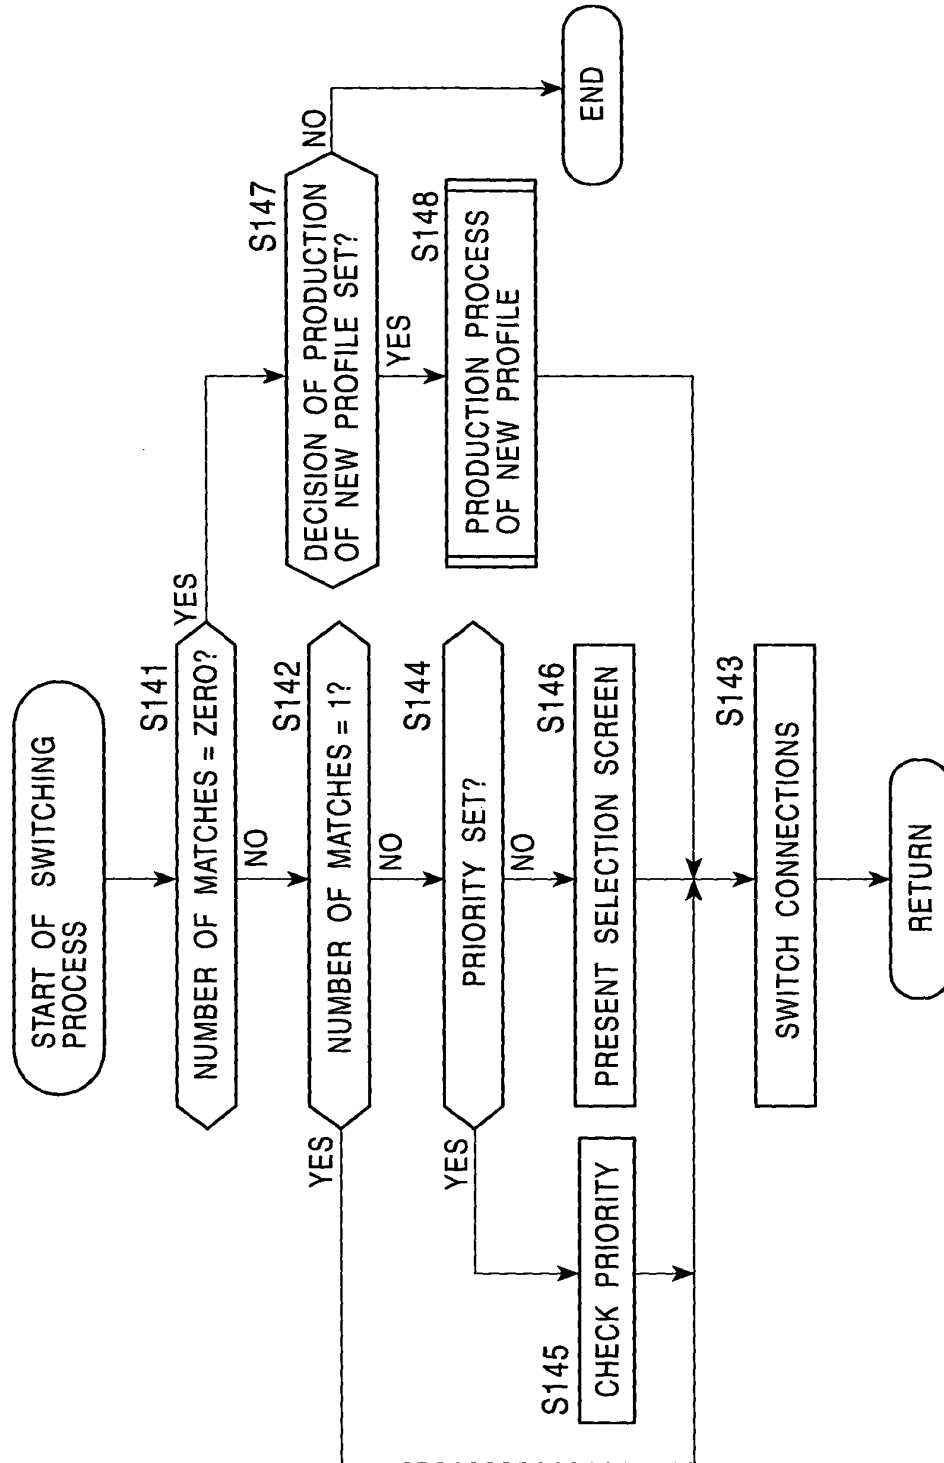 START OF SWITCHING
PROCESS
S141
NUMBER OF MATCHES = ZERO?
YES
NO
S142
NUMBER OF MATCHES = 1?
YES
NO
S144
PRIORITY SET?
YES
NO
S145
CHECK PRIORITY
S146
PRESENT SELECTION SCREEN
S147
DECISION OF PRODUCTION
OF NEW PROFILE SET?
NO
YES
S148
PRODUCTION PROCESS
OF NEW PROFILE
END
S143
SWITCH CONNECTIONS
RETURN